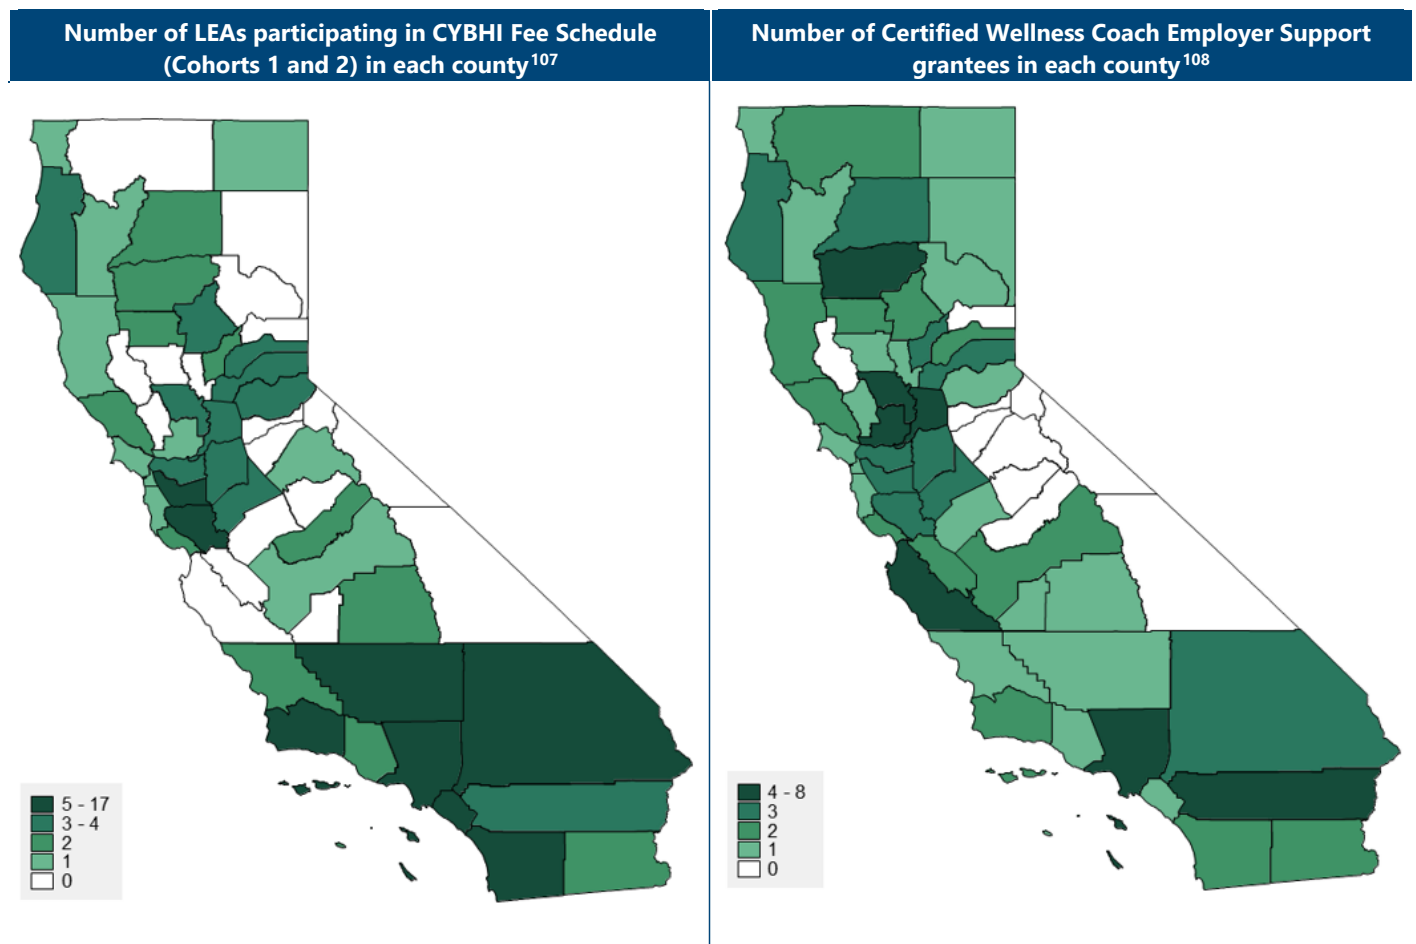 Number of LEAs participating in CYBHI Fee Schedule
(Cohorts 1 and 2) in each county107
5 - 17
3 - 4
2
1
0
Number of Certified Wellness Coach Employer Support
grantees in each county108
4 - 8
3
2
1
0